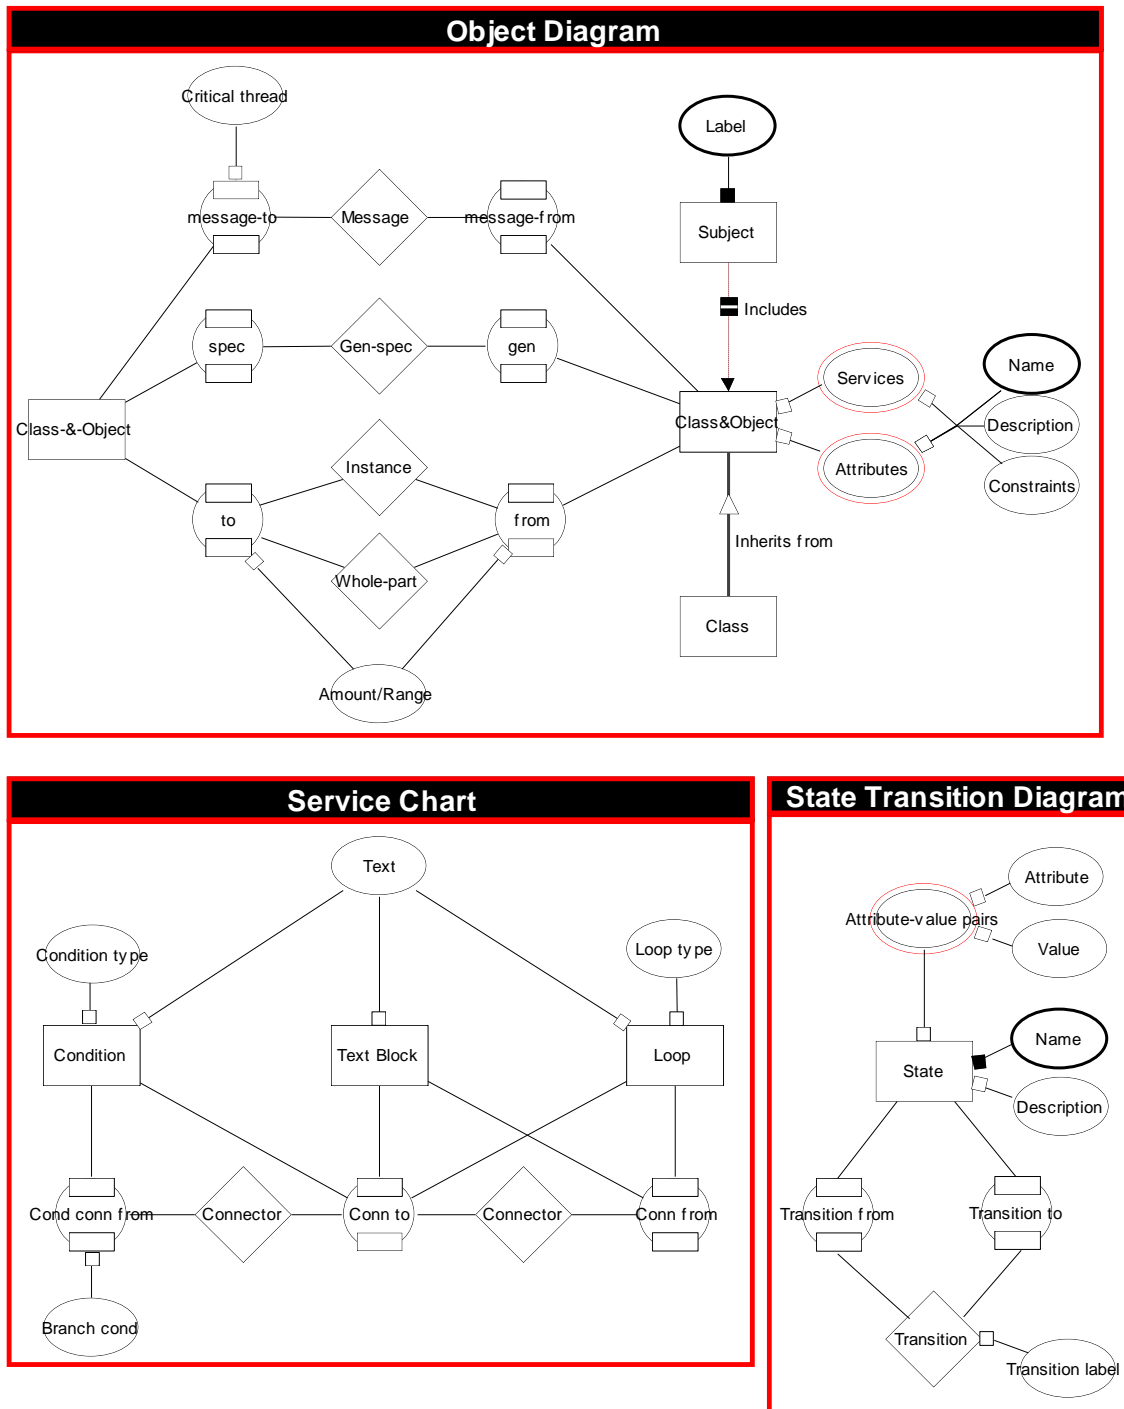 Object Diagram
Critical thread
Label
message-to
Message
message-from
Subject
Includes
spec
Gen-spec
gen
Services
Name
Class-&-Object
Class&Object
Description
Instance
Attributes
Constraints
to
from
Inherits from
Whole-part
Class
Amount/Range
Service Chart
Text
Condition type
Loop type
Condition
Text Block
Loop
Cond conn from
Connector
Conn to
Connector
Conn from
Branch cond
State Transition Diagram
Attribute
Attribute-value pairs
Value
Name
State
Description
Transition from
Transition to
Transition
Transition label